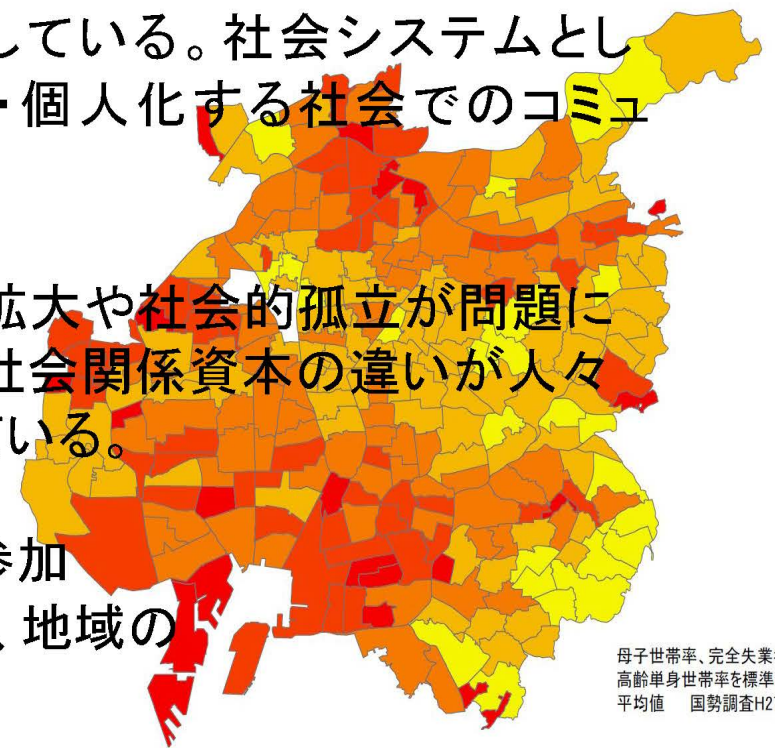 している。社会システムとし
・個人化する社会でのコミュ
拡大や社会的孤立が問題に
社会関係資本の違いが人々
いる。
参加
、地域の
母子世帯率、完全失業
高齢単身世帯率を標準
平均値　国勢調査H2